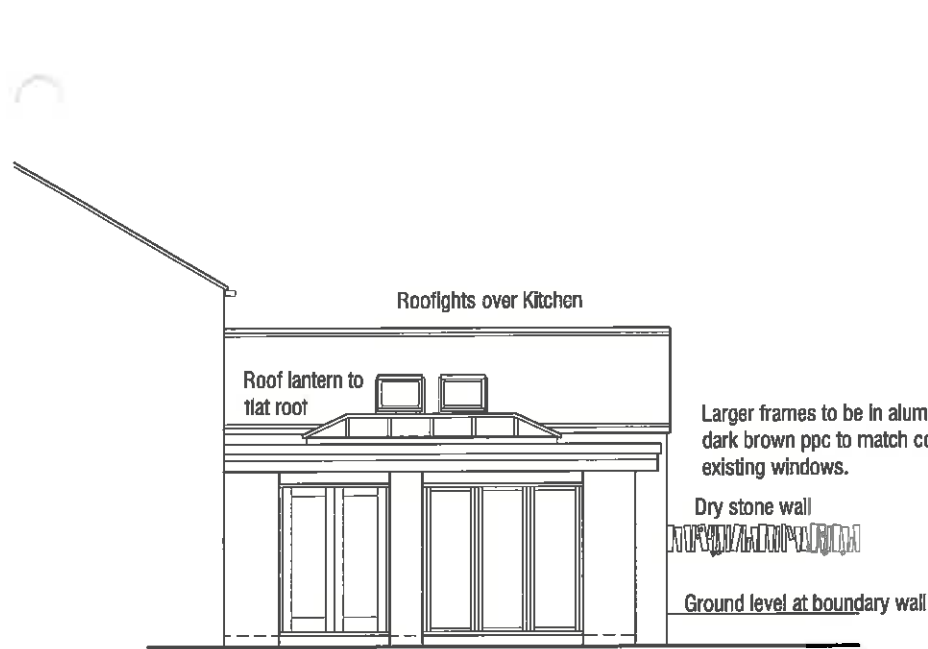 Roofights over Kitchen
Roof lantern to
flat roof
Larger frames to be in alum
dark brown ppc to match co
existing windows.
Dry stone wall
Ground level at boundary wall